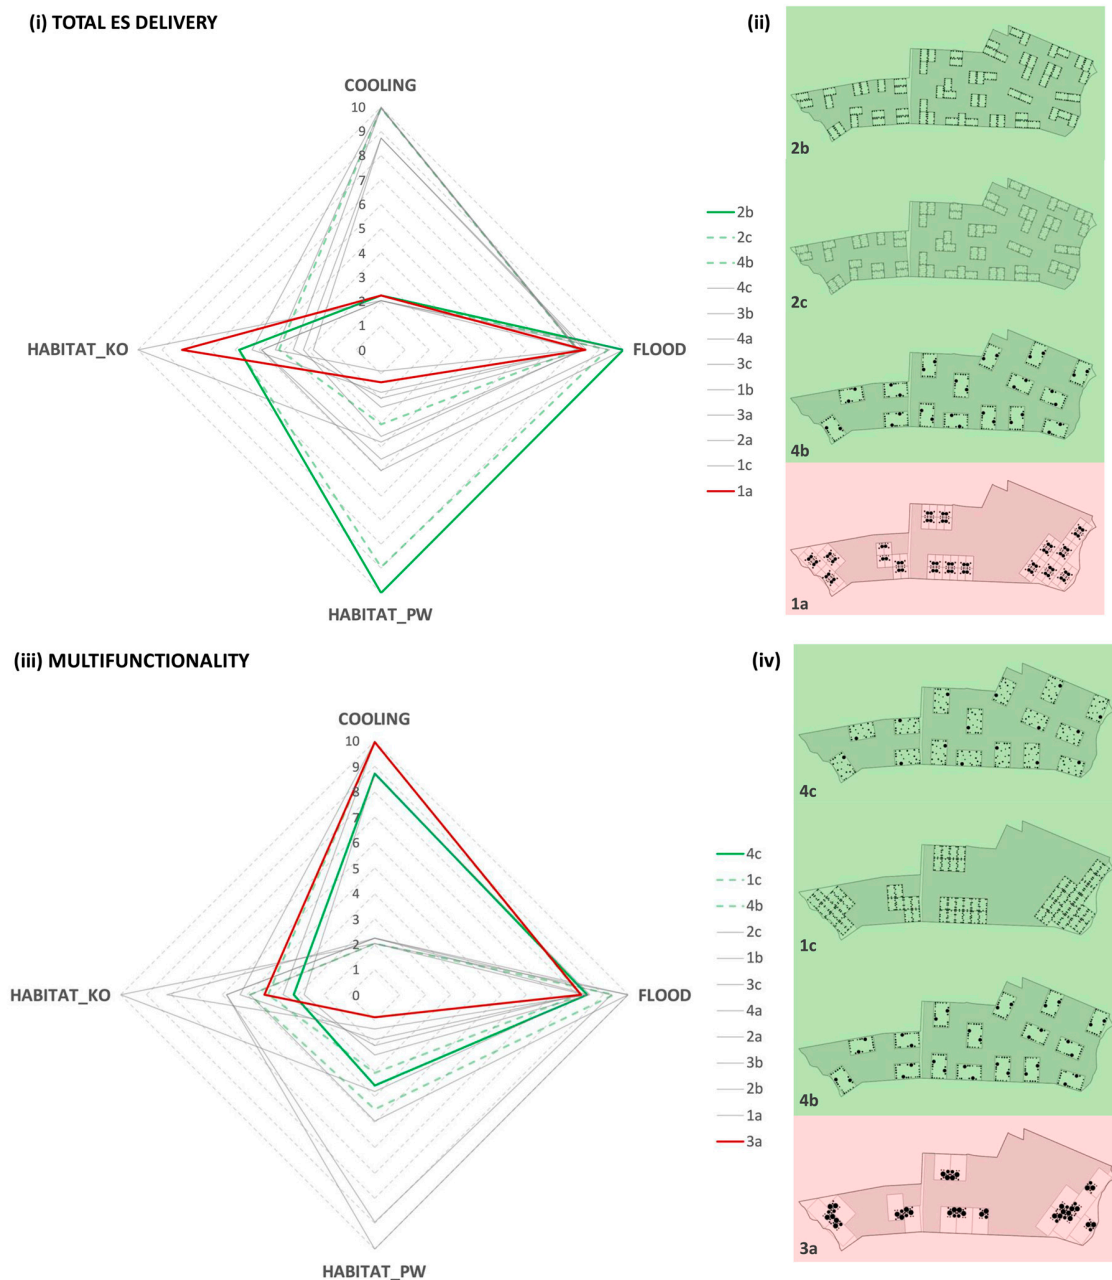 (i) TOTAL ES DELIVERY
(ii)
COOLING
10
9
8
7
6
5
4
3
2
1
0
HABITAT_KO
FLOOD
HABITAT_PW
2b
2c
4b
4c
3b
4a
3c
1b
3a
2a
1c
1a
2b
2c
4b
1a
(iii) MULTIFUNCTIONALITY
(iv)
COOLING
10
9
8
7
6
5
4
3
2
1
0
HABITAT_KO
FLOOD
HABITAT_PW
4c
1c
4b
2c
1b
3c
4a
2a
3b
2b
1a
3a
4c
1c
4b
3a